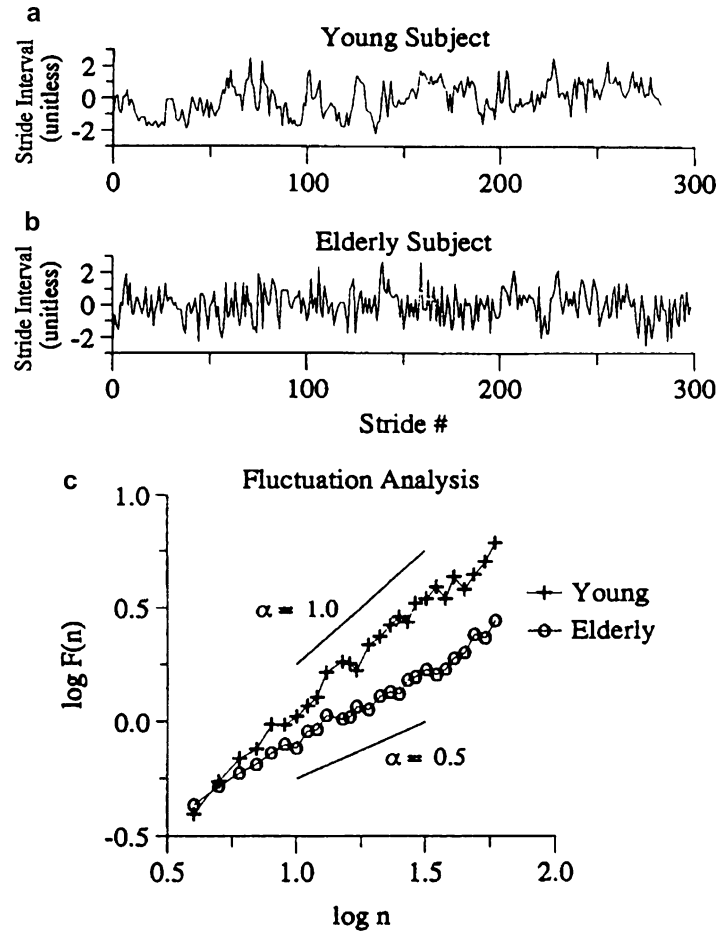 a
Young Subject
Stride Interval
(unitless)
2
0
-2
0
100
200
300
b
Elderly Subject
Stride Interval
(unitless)
2
0
-2
0
100
200
300
Stride #
c
Fluctuation Analysis
1.0
0.5
0.0
-0.5
log F(n)
α = 1.0
α = 0.5
Young
Elderly
0.5
1.0
1.5
2.0
log n